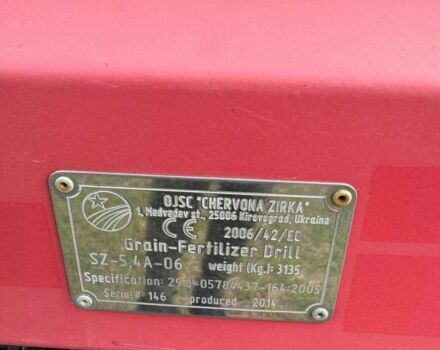 OJSC "CHERVONA ZIRKA"
1, Medvedev st., 25006 Kirovograd, Ukraine
CE 2006/42/EC
Grain-Fertilizer Drill
SZ-5,4A-06 weight (Kg.): 3135
Specification: 29.3-05784437-164:2005
Serial# 146 produced 2014